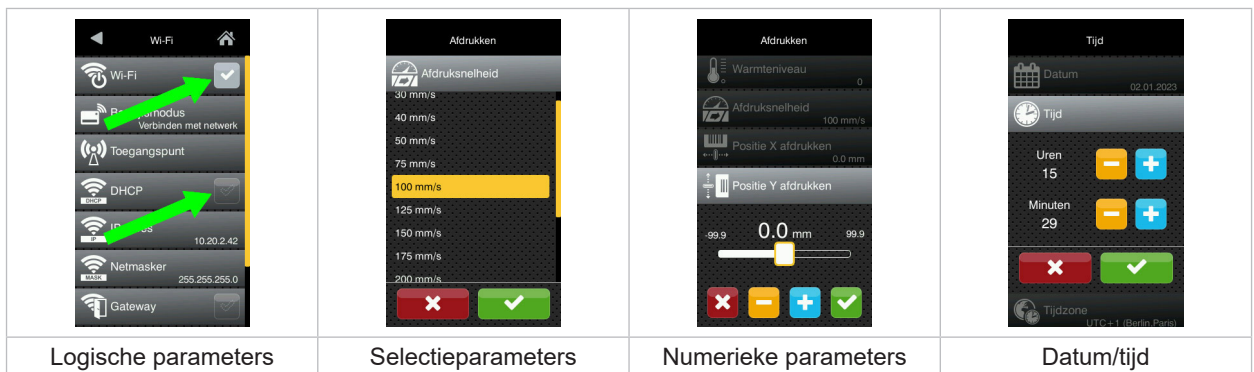 Wi-Fi
Wi-Fi
Verbinden met netwerk
Toegangspunt
DHCP
DHCP
IP
10.20.2.42
Netmasker
MASK
255.255.255.0
Gateway
Logische parameters
Afdrukken
Afdruksnelheid
30 mm/s
40 mm/s
50 mm/s
75 mm/s
100 mm/s
125 mm/s
150 mm/s
175 mm/s
200 mm/s
Selectieparameters
Afdrukken
Warmteniveau
0
Afdruksnelheid
100 mm/s
Positie X afdrukken
0.0 mm
Positie Y afdrukken
-99.9 0.0 mm 99.9
Numerieke parameters
Tijd
Datum
02.01.2023
Tijd
Uren
15
Minuten
29
Tijdzone
UTC+1 (Berlin,Paris)
Datum/tijd